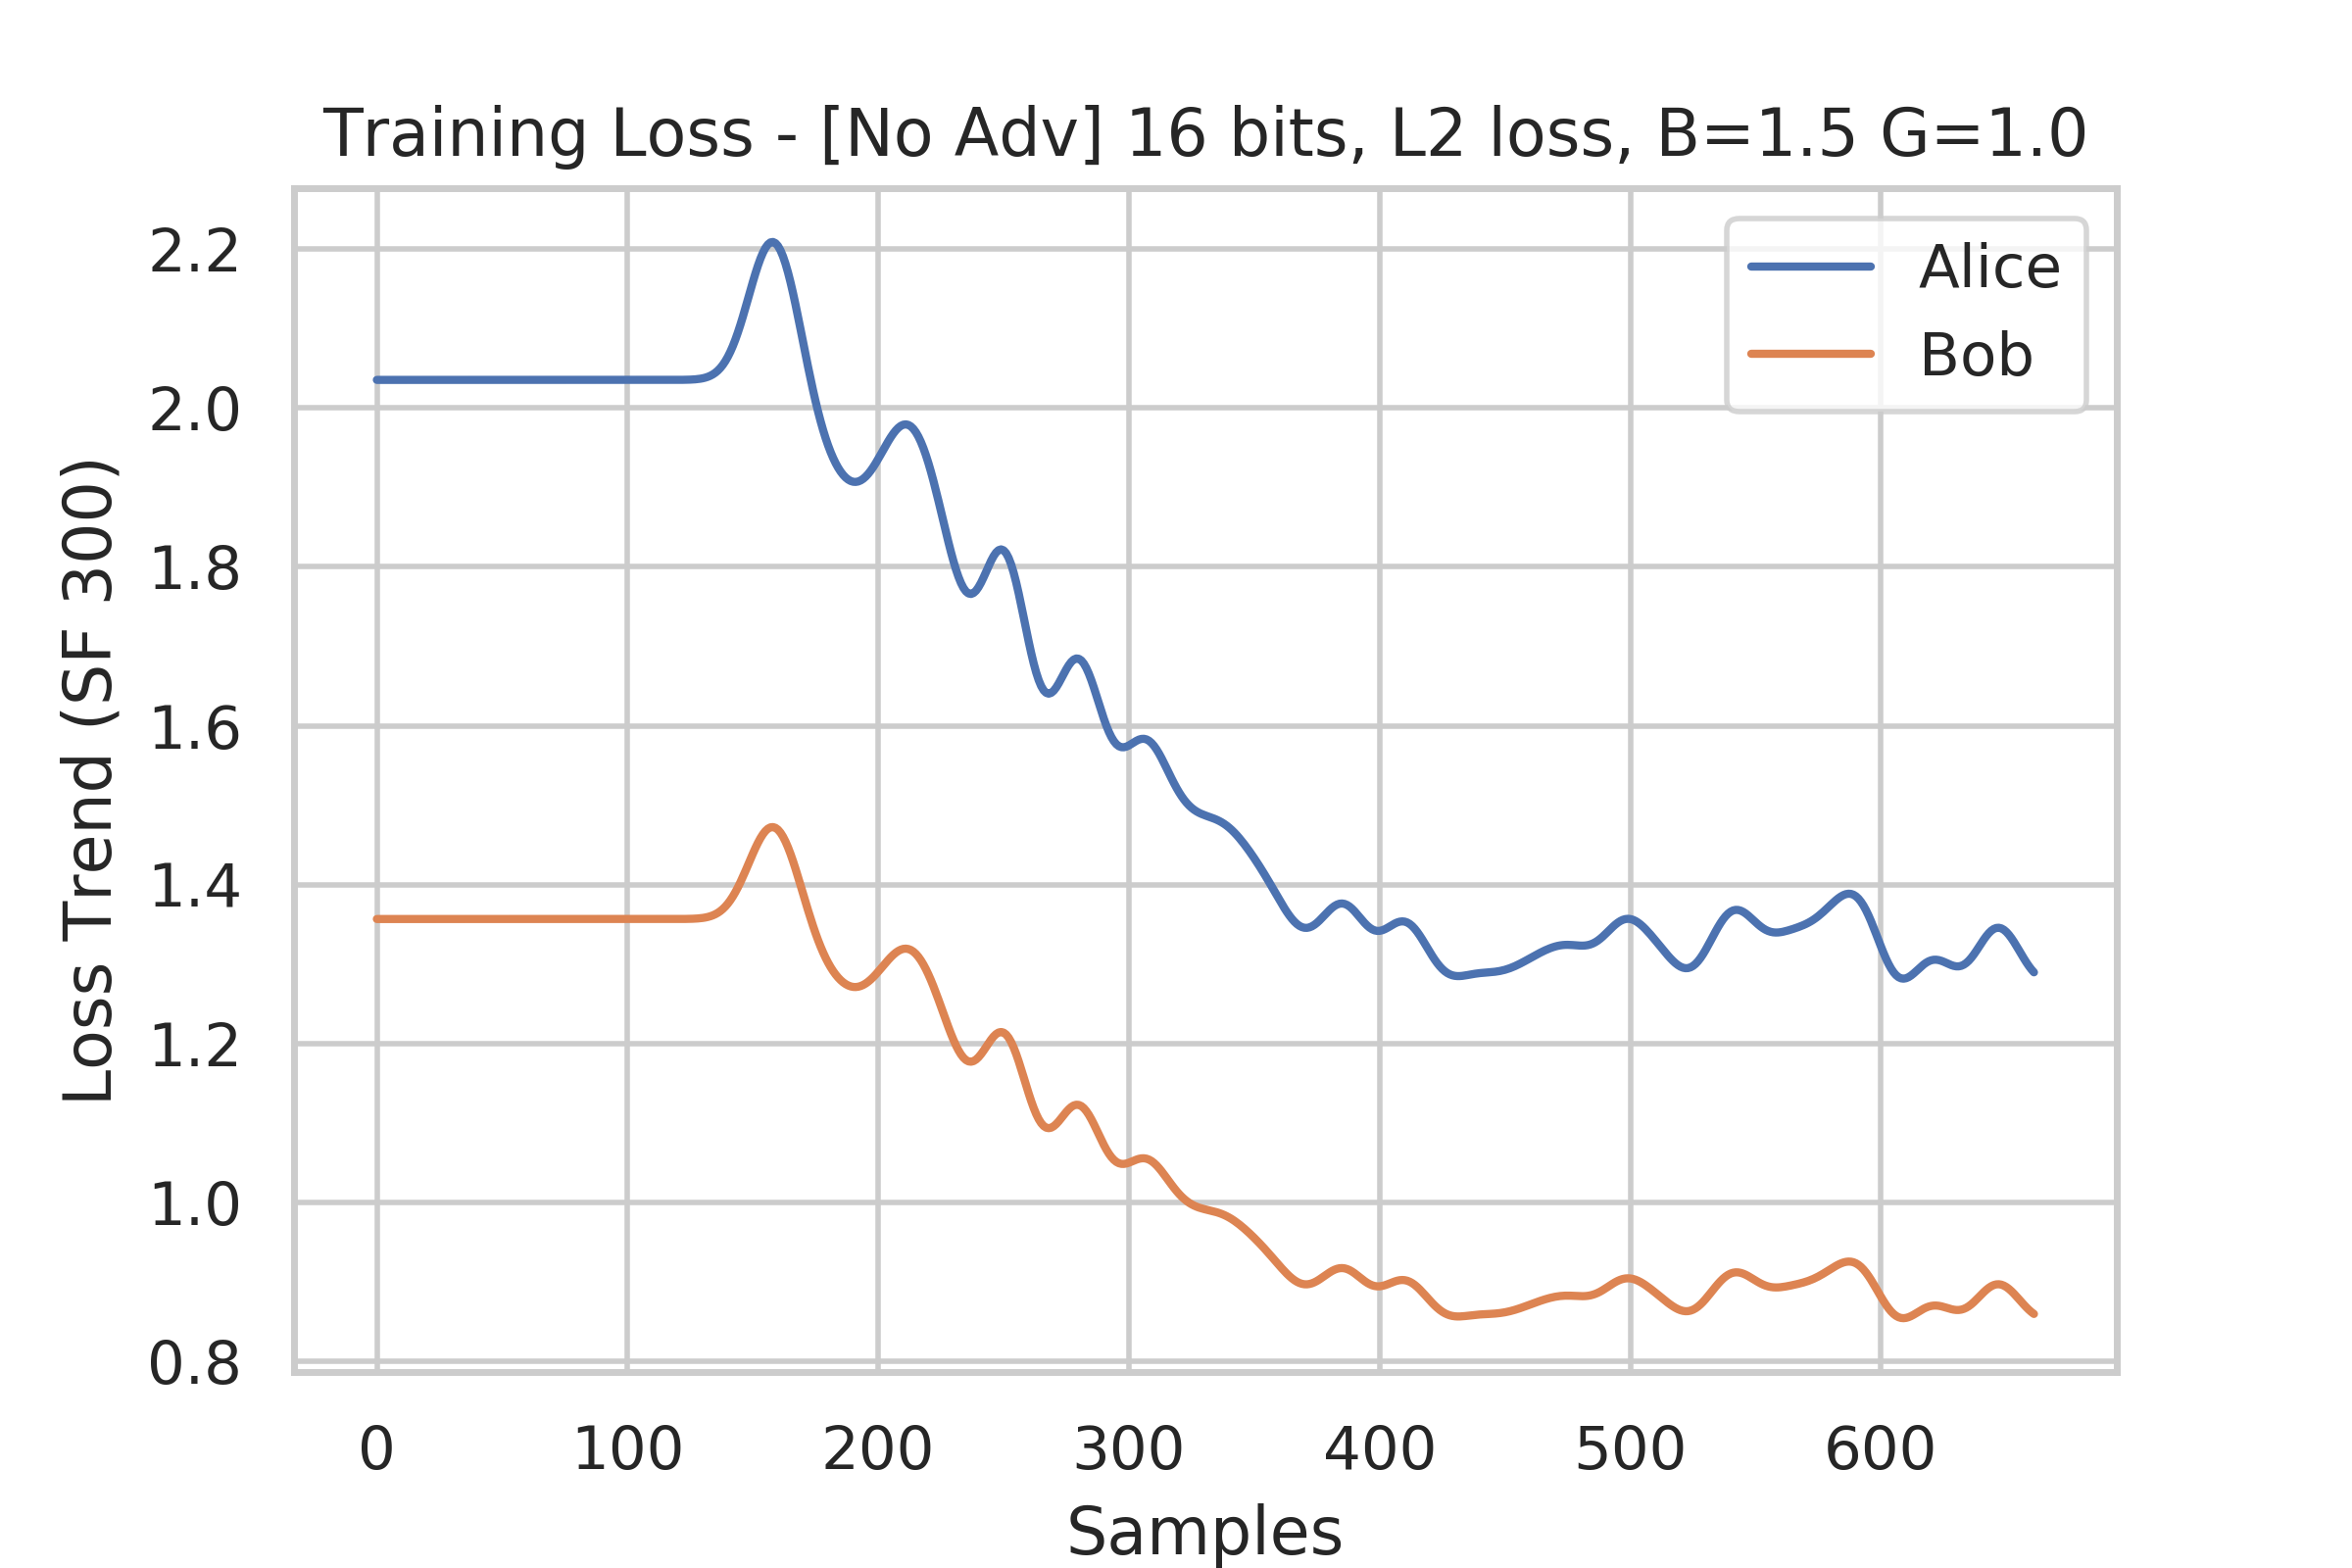 Training Loss - [No Adv] 16 bits, L2 loss, B=1.5 G=1.0
Loss Trend (SF 300)
2.2
2.0
1.8
1.6
1.4
1.2
1.0
0.8
Alice
Bob
0 100 200 300 400 500 600
Samples